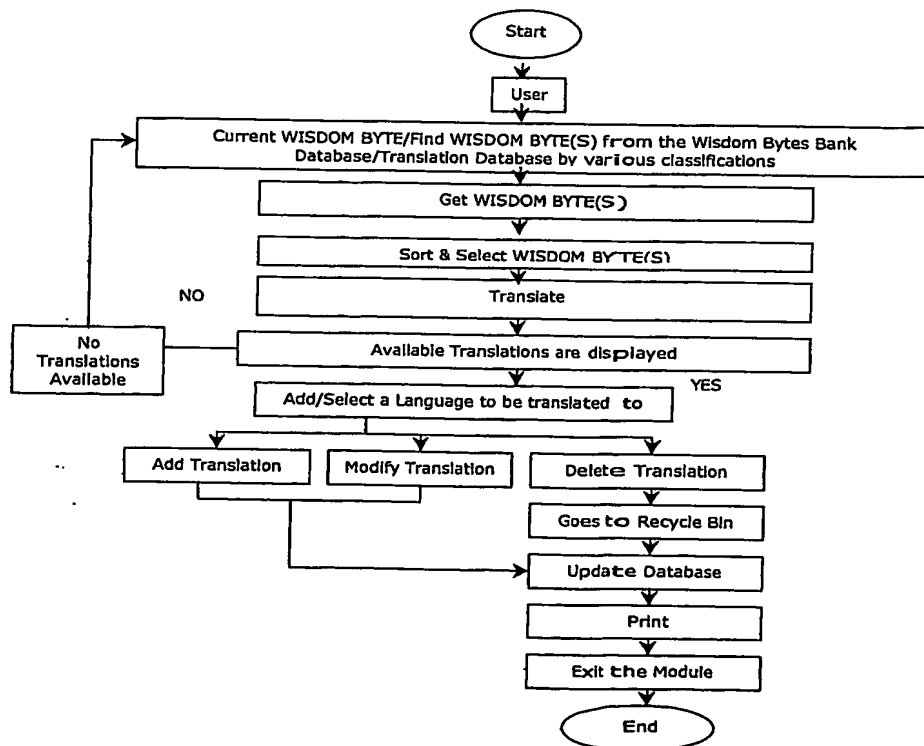 Start
User
Current WISDOM BYTE/Find WISDOM BYTE(S) from the Wisdom Bytes Bank
Database/Translation Database by various classifications
Get WISDOM BYTE(S)
Sort & Select WISDOM BYTE(S)
NO
Translate
No
Translations
Available
Available Translations are displayed
YES
Add/Select a Language to be translated to
Add Translation
Modify Translation
Delete Translation
Goes to Recycle Bin
Update Database
Print
Exit the Module
End